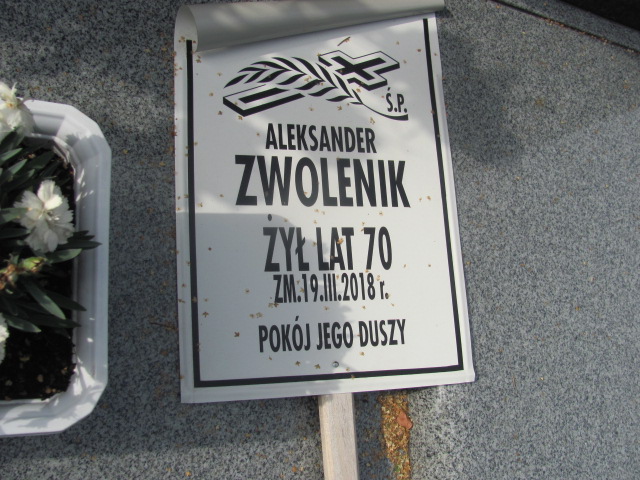 Ś.P.
ALEKSANDER
ZWOLENIK
ŻYŁ LAT 70
ZM.19.III.2018 r.
POKÓJ JEGO DUSZY